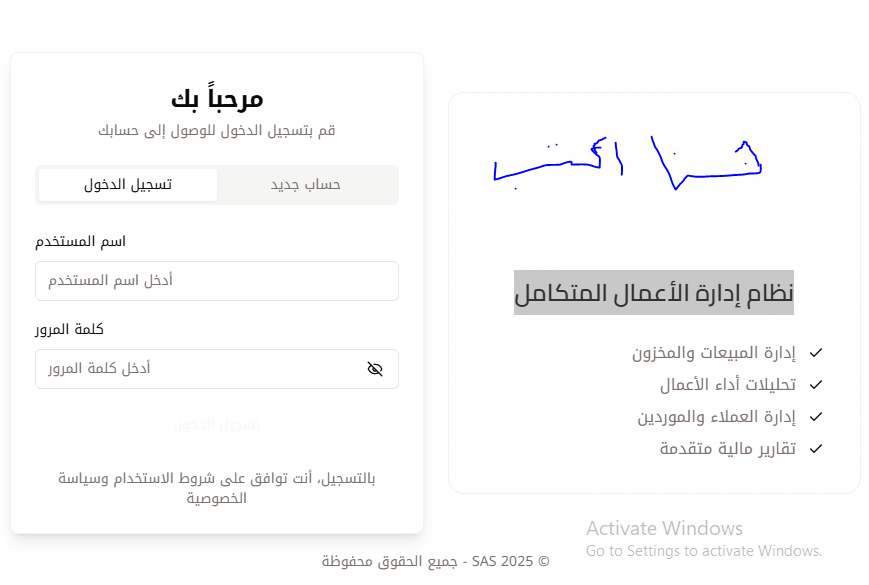 هنا اكتب
نظام إدارة الأعمال المتكامل
إدارة المبيعات والمخزون
تحليلات أداء الأعمال
إدارة العملاء والموردين
تقارير مالية متقدمة
مرحباً بك
قم بتسجيل الدخول للوصول إلى حسابك
حساب جديد
تسجيل الدخول
اسم المستخدم
أدخل اسم المستخدم
كلمة المرور
أدخل كلمة المرور
تسجيل الدخول
بالتسجيل، أنت توافق على شروط الاستخدام وسياسة
الخصوصية
Activate Windows
Go to Settings to activate Windows.
© 2025 SAS - جميع الحقوق محفوظة